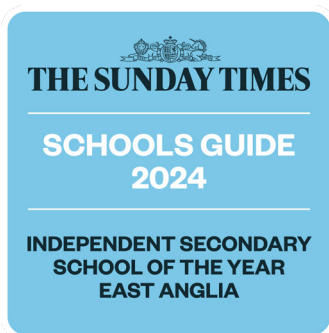 THE SUNDAY TIMES
SCHOOLS GUIDE
2024
INDEPENDENT SECONDARY
SCHOOL OF THE YEAR
EAST ANGLIA